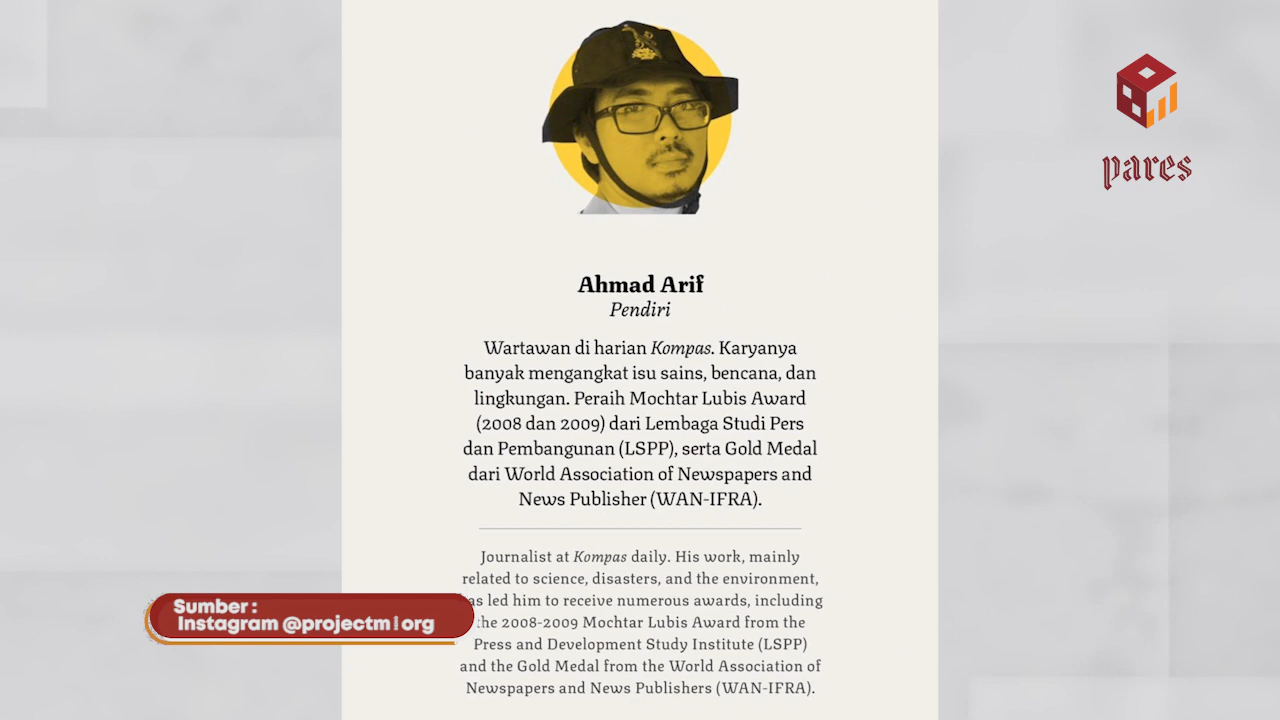 pares
Ahmad Arif
Pendiri
Wartawan di harian Kompas. Karyanya
banyak mengangkat isu sains, bencana, dan
lingkungan. Peraih Mochtar Lubis Award
(2008 dan 2009) dari Lembaga Studi Pers
dan Pembangunan (LSPP), serta Gold Medal
dari World Association of Newspapers and
News Publisher (WAN-IFRA).
Journalist at Kompas daily. His work, mainly
related to science, disasters, and the environment,
led him to receive numerous awards, including
the 2008-2009 Mochtar Lubis Award from the
Press and Development Study Institute (LSPP)
and the Gold Medal from the World Association of
Newspapers and News Publishers (WAN-IFRA).
Sumber :
Instagram @projectm|org